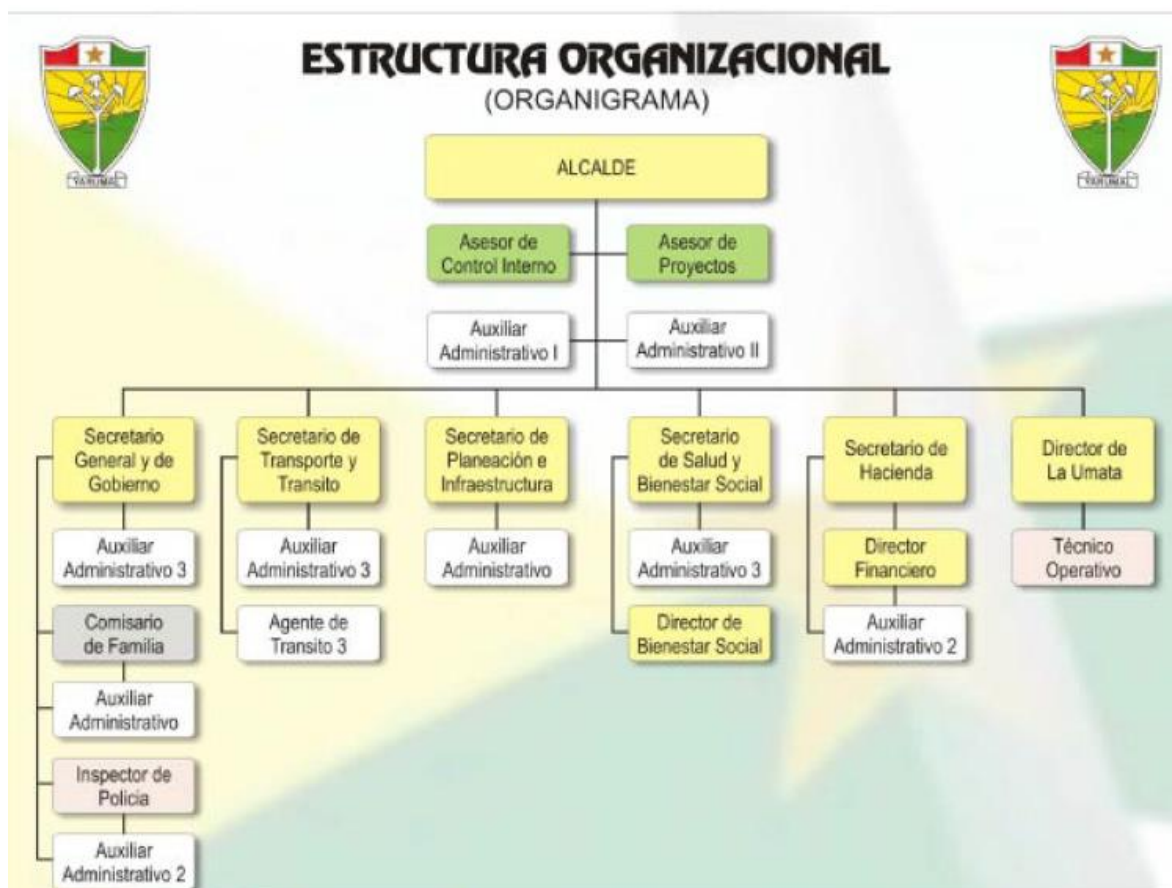 ESTRUCTURA ORGANIZACIONAL
(ORGANIGRAMA)
YARUMAL
YARUMAL
ALCALDE
Asesor de
Control Interno
Asesor de
Proyectos
Auxiliar
Administrativo I
Auxiliar
Administrativo II
Secretario
General y de
Gobierno
Secretario de
Transporte y
Transito
Secretario de
Planeación e
Infraestructura
Secretario
de Salud y
Bienestar Social
Secretario de
Hacienda
Director de
La Umata
Auxiliar
Administrativo 3
Auxiliar
Administrativo 3
Auxiliar
Administrativo
Auxiliar
Administrativo 3
Director
Financiero
Técnico
Operativo
Comisario
de Familia
Agente de
Transito 3
Director de
Bienestar Social
Auxiliar
Administrativo 2
Auxiliar
Administrativo
Inspector de
Policia
Auxiliar
Administrativo 2